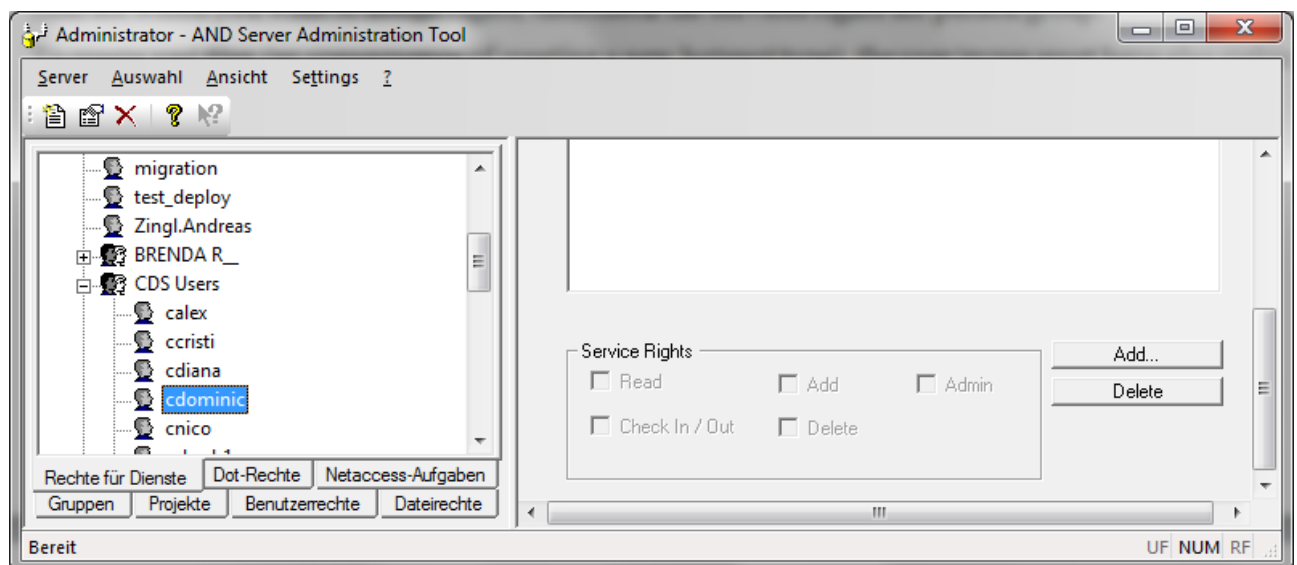 Administrator - AND Server Administration Tool
Server Auswahl Ansicht Settings ?
migration
test_deploy
Zingl.Andreas
BRENDA R__
CDS Users
calex
ccristi
cdiana
cdominic
cnico
Rechte für Dienste Dot-Rechte Netaccess-Aufgaben
Gruppen Projekte Benutzerrechte Dateirechte
Service Rights
Read Add Admin
Check In / Out Delete
Add...
Delete
Bereit UF NUM RF